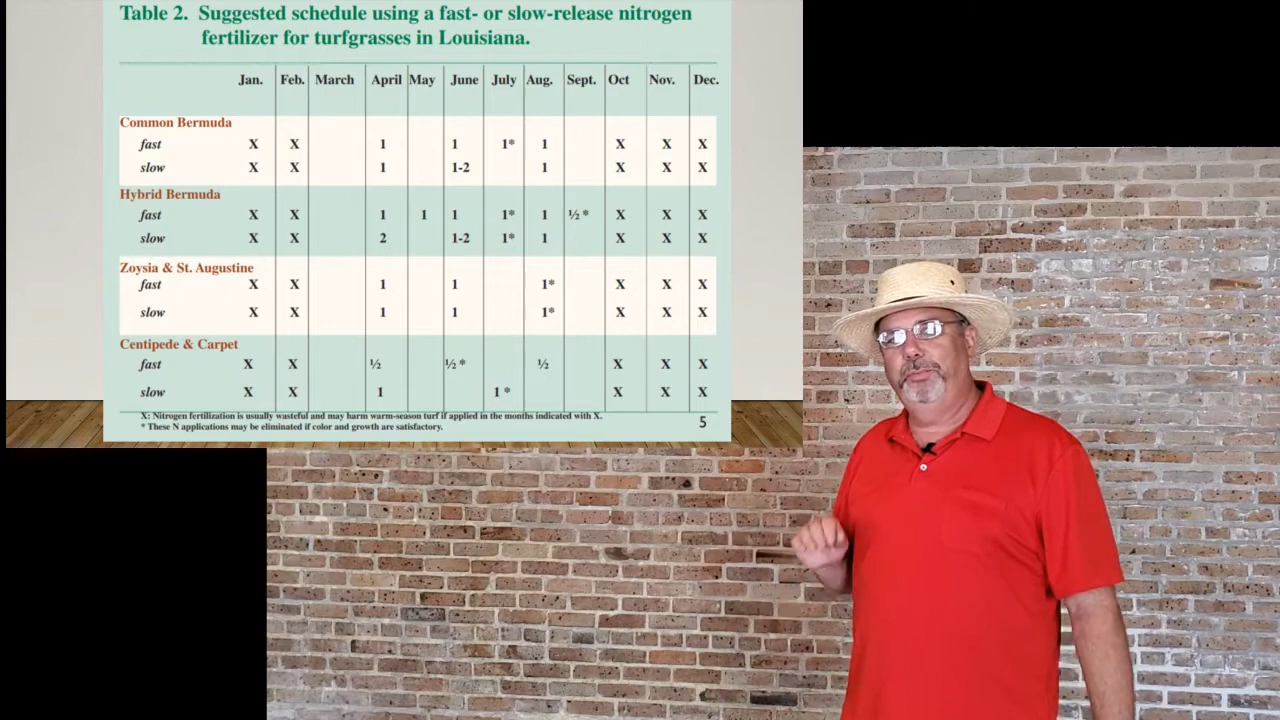 Table 2. Suggested schedule using a fast- or slow-release nitrogen
fertilizer for turfgrasses in Louisiana.
Jan. Feb. March April May June July Aug. Sept. Oct Nov. Dec.
Common Bermuda
fast X X 1 1 1* 1 X X X
slow X X 1 1-2 1 X X X
Hybrid Bermuda
fast X X 1 1 1 1* 1 ½ * X X X
slow X X 2 1-2 1* 1 X X X
Zoysia & St. Augustine
fast X X 1 1 1* X X X
slow X X 1 1 1* X X X
Centipede & Carpet
fast X X ½ ½ * ½ X X X
slow X X 1 1 * X X X
X: Nitrogen fertilization is usually wasteful and may harm warm-season turf if applied in the months indicated with X.
* These N applications may be eliminated if color and growth are satisfactory.
5